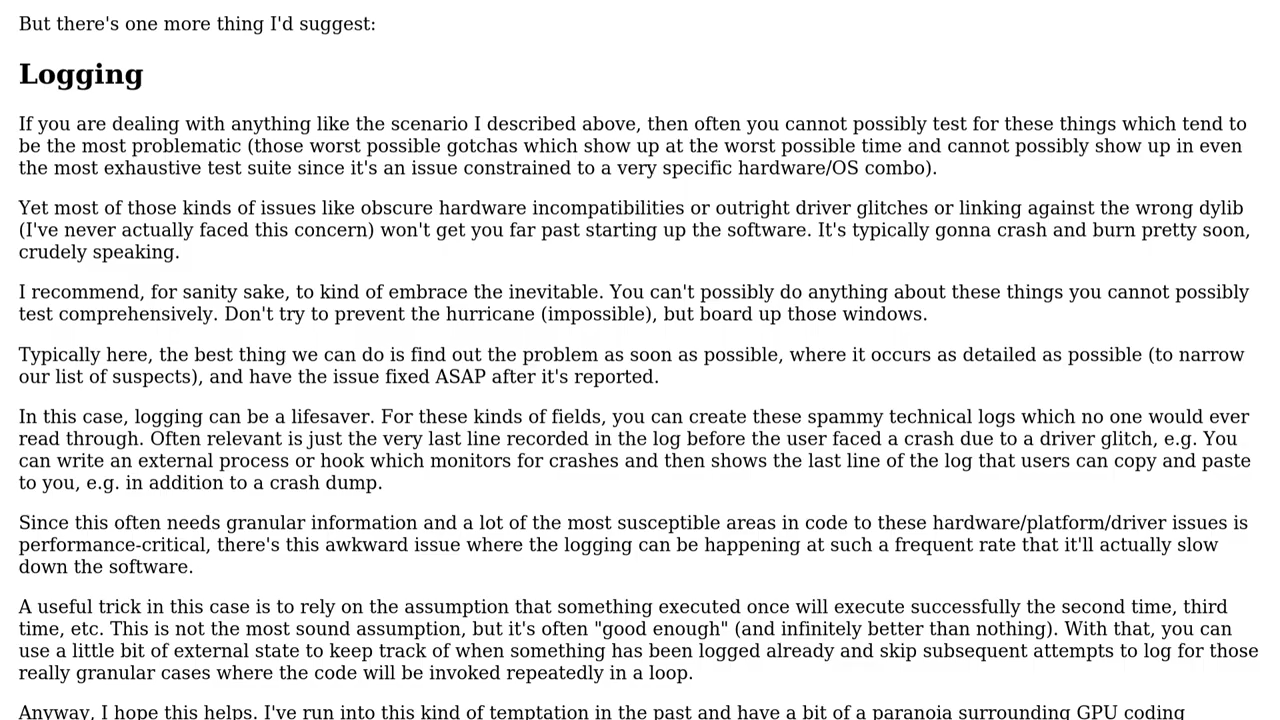 But there's one more thing I'd suggest:
Logging
If you are dealing with anything like the scenario I described above, then often you cannot possibly test for these things which tend to
be the most problematic (those worst possible gotchas which show up at the worst possible time and cannot possibly show up in even
the most exhaustive test suite since it's an issue constrained to a very specific hardware/OS combo).
Yet most of those kinds of issues like obscure hardware incompatibilities or outright driver glitches or linking against the wrong dylib
(I've never actually faced this concern) won't get you far past starting up the software. It's typically gonna crash and burn pretty soon,
crudely speaking.
I recommend, for sanity sake, to kind of embrace the inevitable. You can't possibly do anything about these things you cannot possibly
test comprehensively. Don't try to prevent the hurricane (impossible), but board up those windows.
Typically here, the best thing we can do is find out the problem as soon as possible, where it occurs as detailed as possible (to narrow
our list of suspects), and have the issue fixed ASAP after it's reported.
In this case, logging can be a lifesaver. For these kinds of fields, you can create these spammy technical logs which no one would ever
read through. Often relevant is just the very last line recorded in the log before the user faced a crash due to a driver glitch, e.g. You
can write an external process or hook which monitors for crashes and then shows the last line of the log that users can copy and paste
to you, e.g. in addition to a crash dump.
Since this often needs granular information and a lot of the most susceptible areas in code to these hardware/platform/driver issues is
performance-critical, there's this awkward issue where the logging can be happening at such a frequent rate that it'll actually slow
down the software.
A useful trick in this case is to rely on the assumption that something executed once will execute successfully the second time, third
time, etc. This is not the most sound assumption, but it's often "good enough" (and infinitely better than nothing). With that, you can
use a little bit of external state to keep track of when something has been logged already and skip subsequent attempts to log for those
really granular cases where the code will be invoked repeatedly in a loop.
Anyway, I hope this helps. I've run into this kind of temptation in the past and have a bit of a paranoia surrounding GPU coding